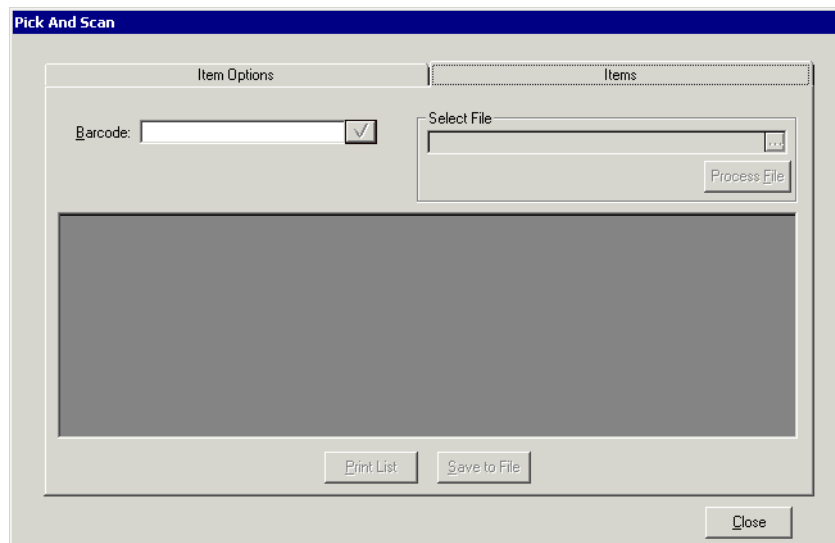 Pick And Scan
Item Options
Items
Barcode:
Select File
...
Process File
Print List
Save to File
Close